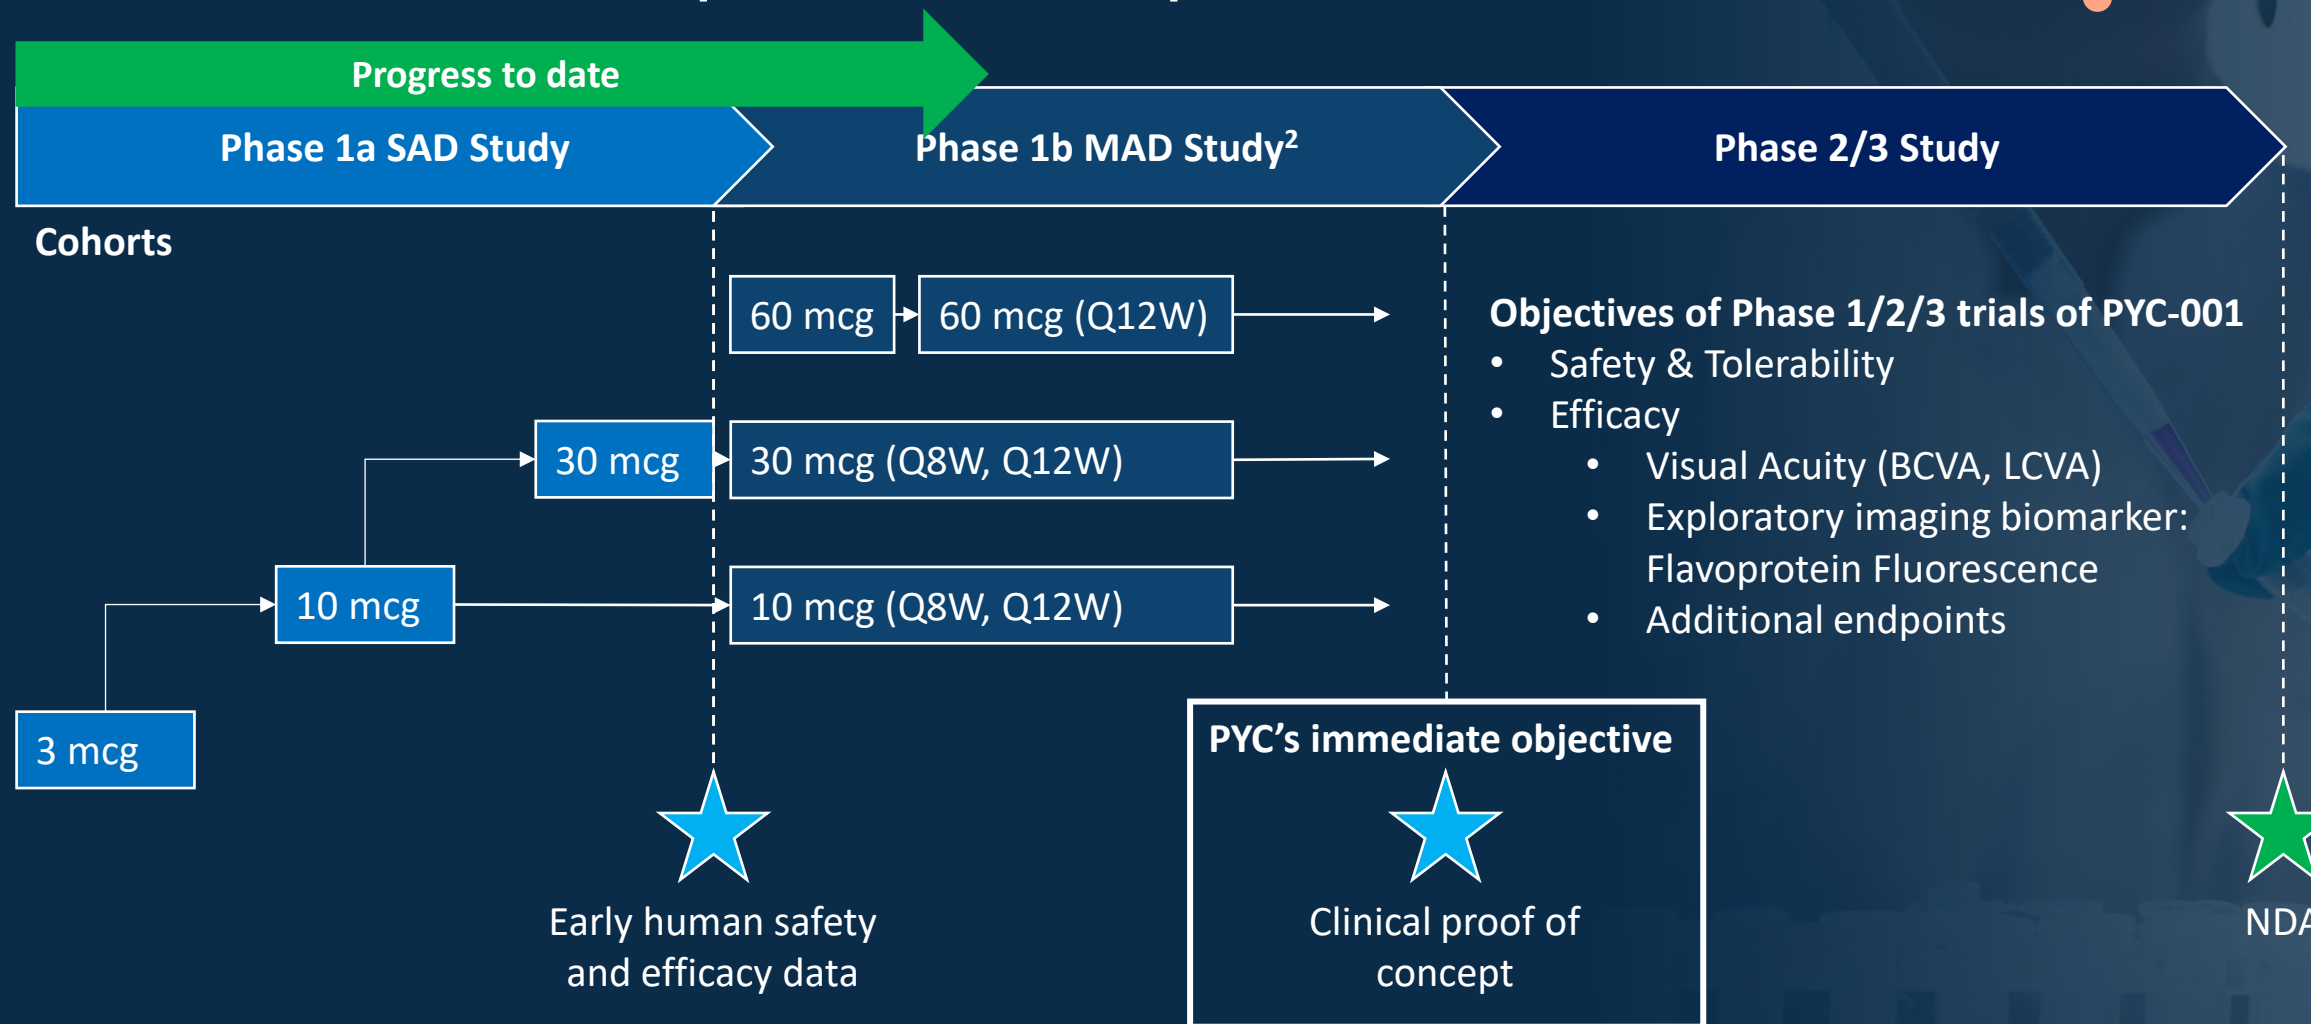 Progress to date
Phase 1a SAD Study
Phase 1b MAD Study²
Phase 2/3 Study
Cohorts
60 mcg
60 mcg (Q12W)
30 mcg
30 mcg (Q8W, Q12W)
10 mcg
10 mcg (Q8W, Q12W)
3 mcg
Objectives of Phase 1/2/3 trials of PYC-001
• Safety & Tolerability
• Efficacy
• Visual Acuity (BCVA, LCVA)
• Exploratory imaging biomarker:
Flavoprotein Fluorescence
• Additional endpoints
Early human safety
and efficacy data
PYC’s immediate objective
Clinical proof of
concept
NDA